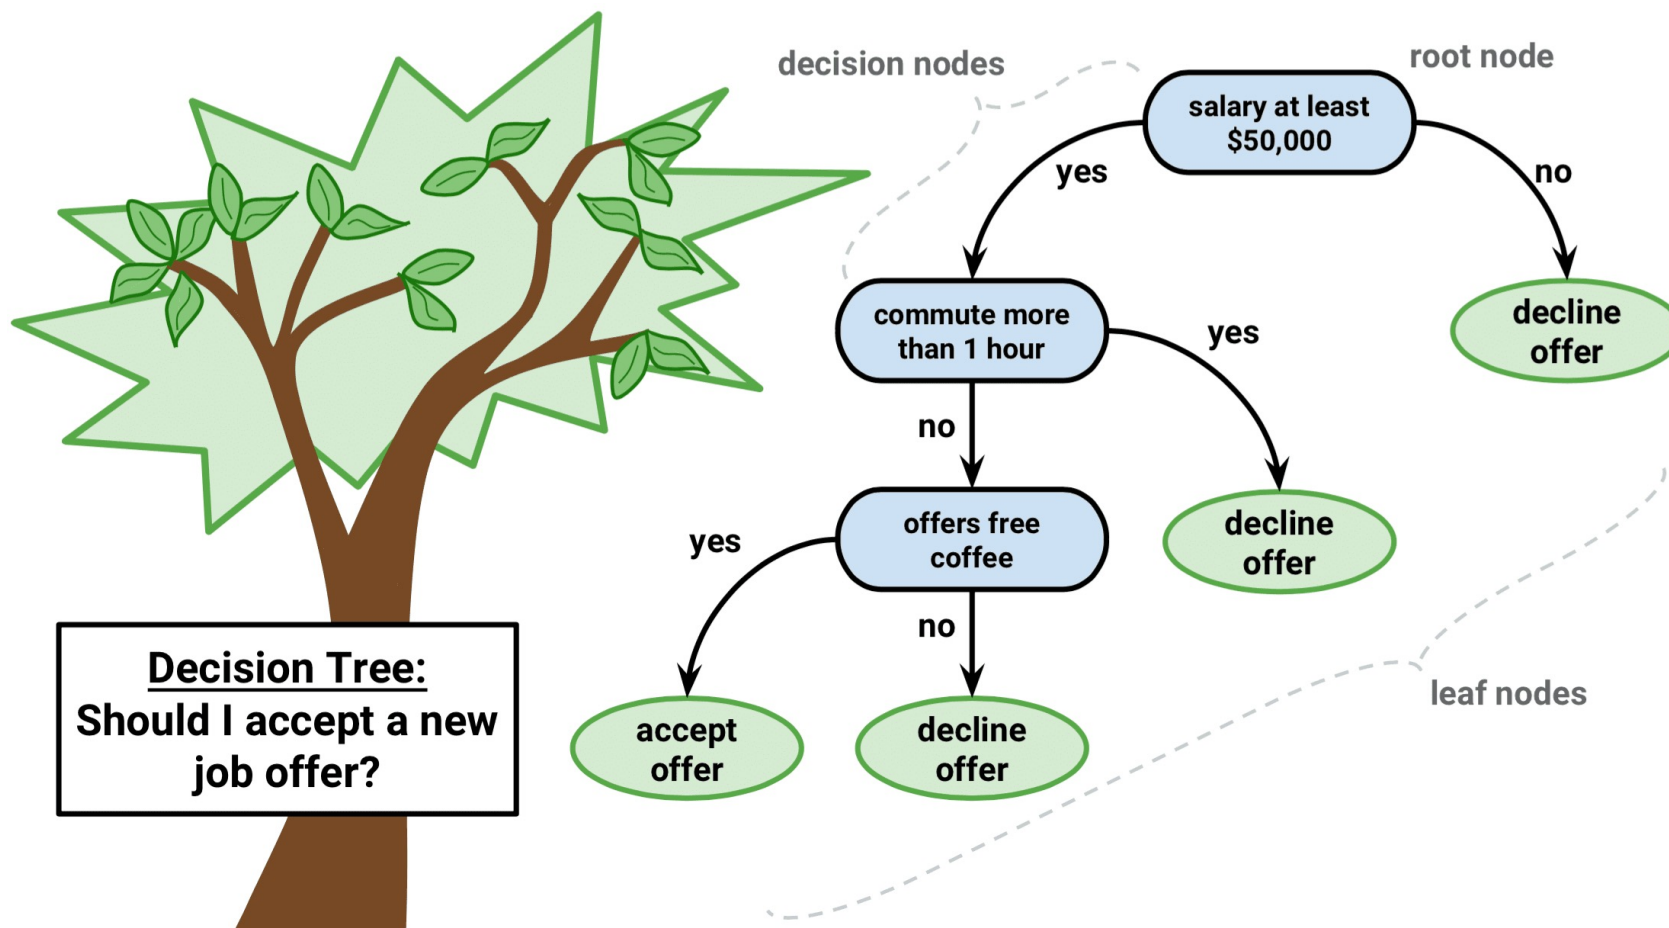 decision nodes
root node
salary at least
$50,000
yes
no
commute more
than 1 hour
yes
decline
offer
no
offers free
coffee
decline
offer
yes
no
accept
offer
decline
offer
leaf nodes
Decision Tree:
Should I accept a new
job offer?